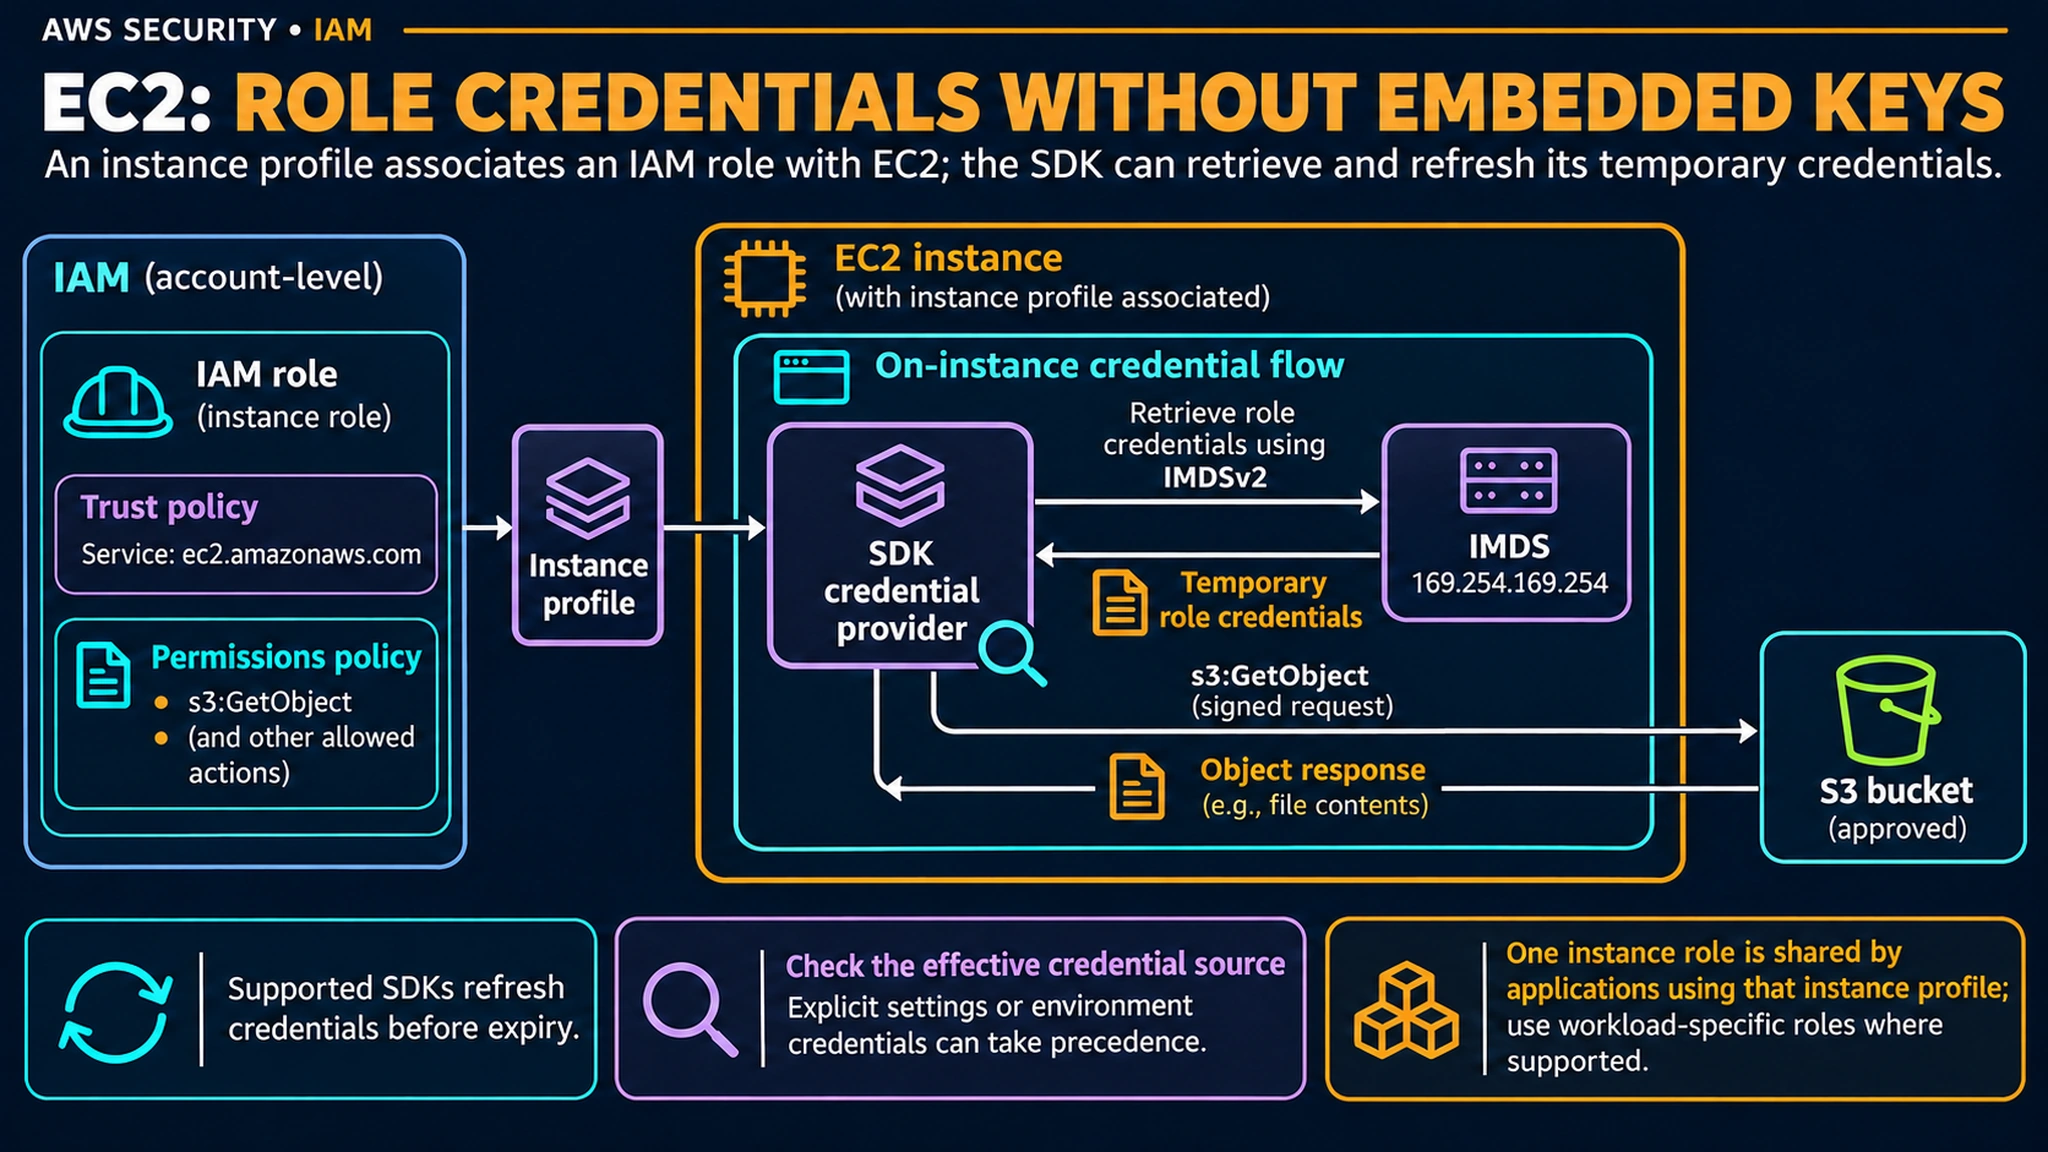 AWS SECURITY • IAM
EC2: ROLE CREDENTIALS WITHOUT EMBEDDED KEYS
An instance profile associates an IAM role with EC2; the SDK can retrieve and refresh its temporary credentials.
IAM (account-level)
IAM role
(instance role)
Trust policy
Service: ec2.amazonaws.com
Permissions policy
• s3:GetObject
• (and other allowed
actions)
Instance
profile
EC2 instance
(with instance profile associated)
On-instance credential flow
SDK
credential
provider
Retrieve role
credentials using
IMDSv2
Temporary
role credentials
IMDS
169.254.169.254
s3:GetObject
(signed request)
Object response
(e.g., file contents)
S3 bucket
(approved)
Supported SDKs refresh
credentials before expiry.
Check the effective credential source
Explicit settings or environment
credentials can take precedence.
One instance role is shared by
applications using that instance profile;
use workload-specific roles where
supported.